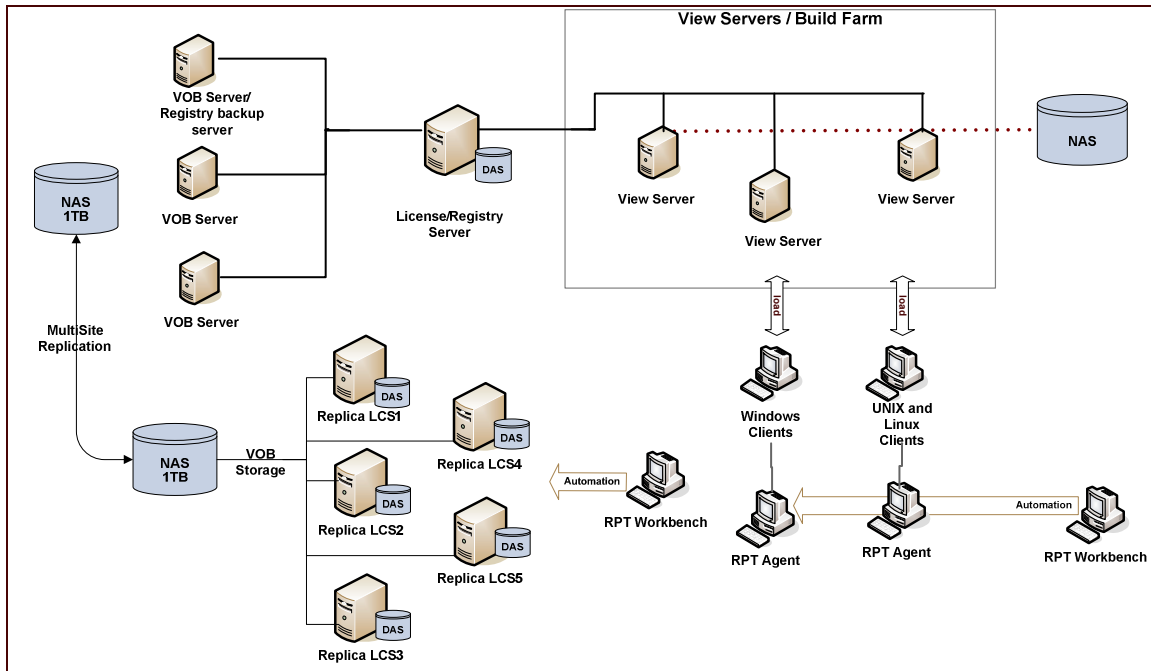 View Servers / Build Farm
VOB Server/
Registry backup
server
DAS
NAS
View Server
View Server
View Server
NAS
1TB
VOB Server
License/Registry
Server
VOB Server
load
load
MultiSite
Replication
DAS
Replica LCS1
Windows
Clients
UNIX and
Linux
Clients
DAS
Replica LCS4
NAS
1TB
VOB
Storage
Automation
RPT Workbench
DAS
Replica LCS2
Automation
RPT Agent
RPT Agent
RPT Workbench
DAS
Replica LCS5
DAS
Replica LCS3